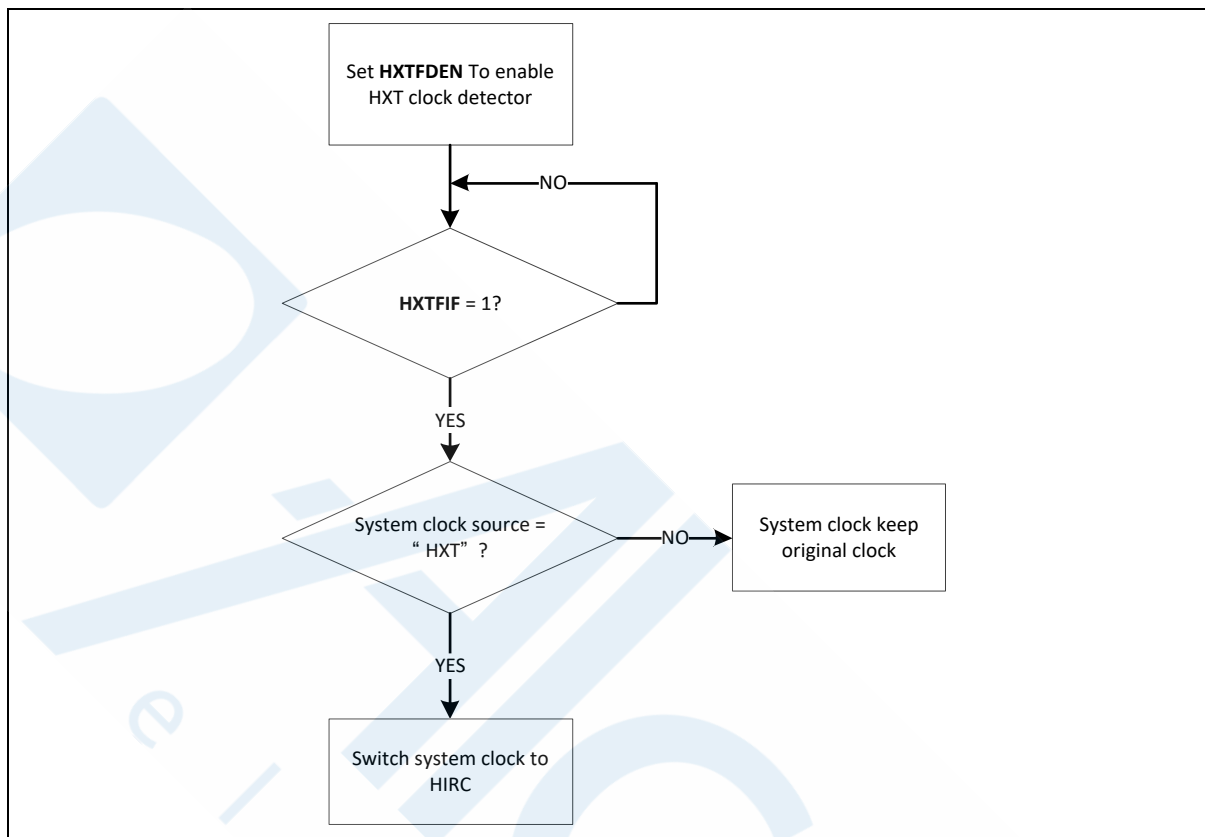 Set HXTFDEN To enable
HXT clock detector
NO
HXTFIF = 1?
YES
System clock source =
“ HXT” ?
NO
System clock keep
original clock
YES
Switch system clock to
HIRC